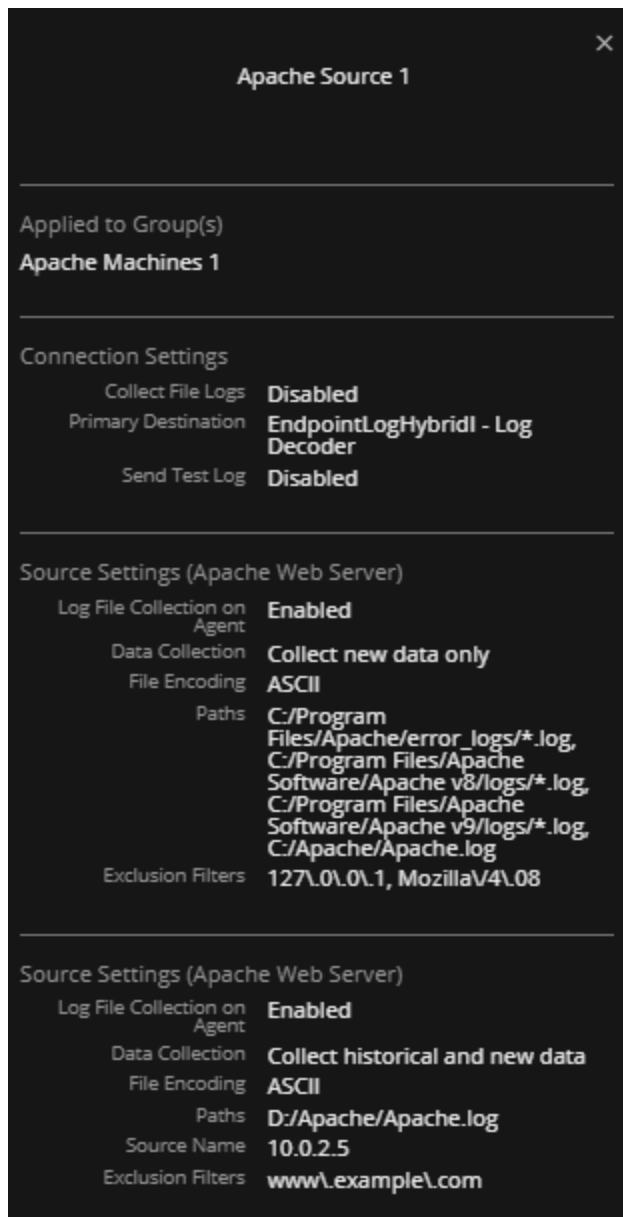 ×
Apache Source 1
Applied to Group(s)
Apache Machines 1
Connection Settings
Collect File Logs Disabled
Primary Destination EndpointLogHybridI - Log
Decoder
Send Test Log Disabled
Source Settings (Apache Web Server)
Log File Collection on Enabled
Agent
Data Collection Collect new data only
File Encoding ASCII
Paths C:/Program
Files/Apache/error_logs/*.log,
C:/Program Files/Apache
Software/Apache v8/logs/*.log,
C:/Program Files/Apache
Software/Apache v9/logs/*.log,
C:/Apache/Apache.log
Exclusion Filters 127\.0\.0\.1, Mozilla\/4\.08
Source Settings (Apache Web Server)
Log File Collection on Enabled
Agent
Data Collection Collect historical and new data
File Encoding ASCII
Paths D:/Apache/Apache.log
Source Name 10.0.2.5
Exclusion Filters www\.example\.com